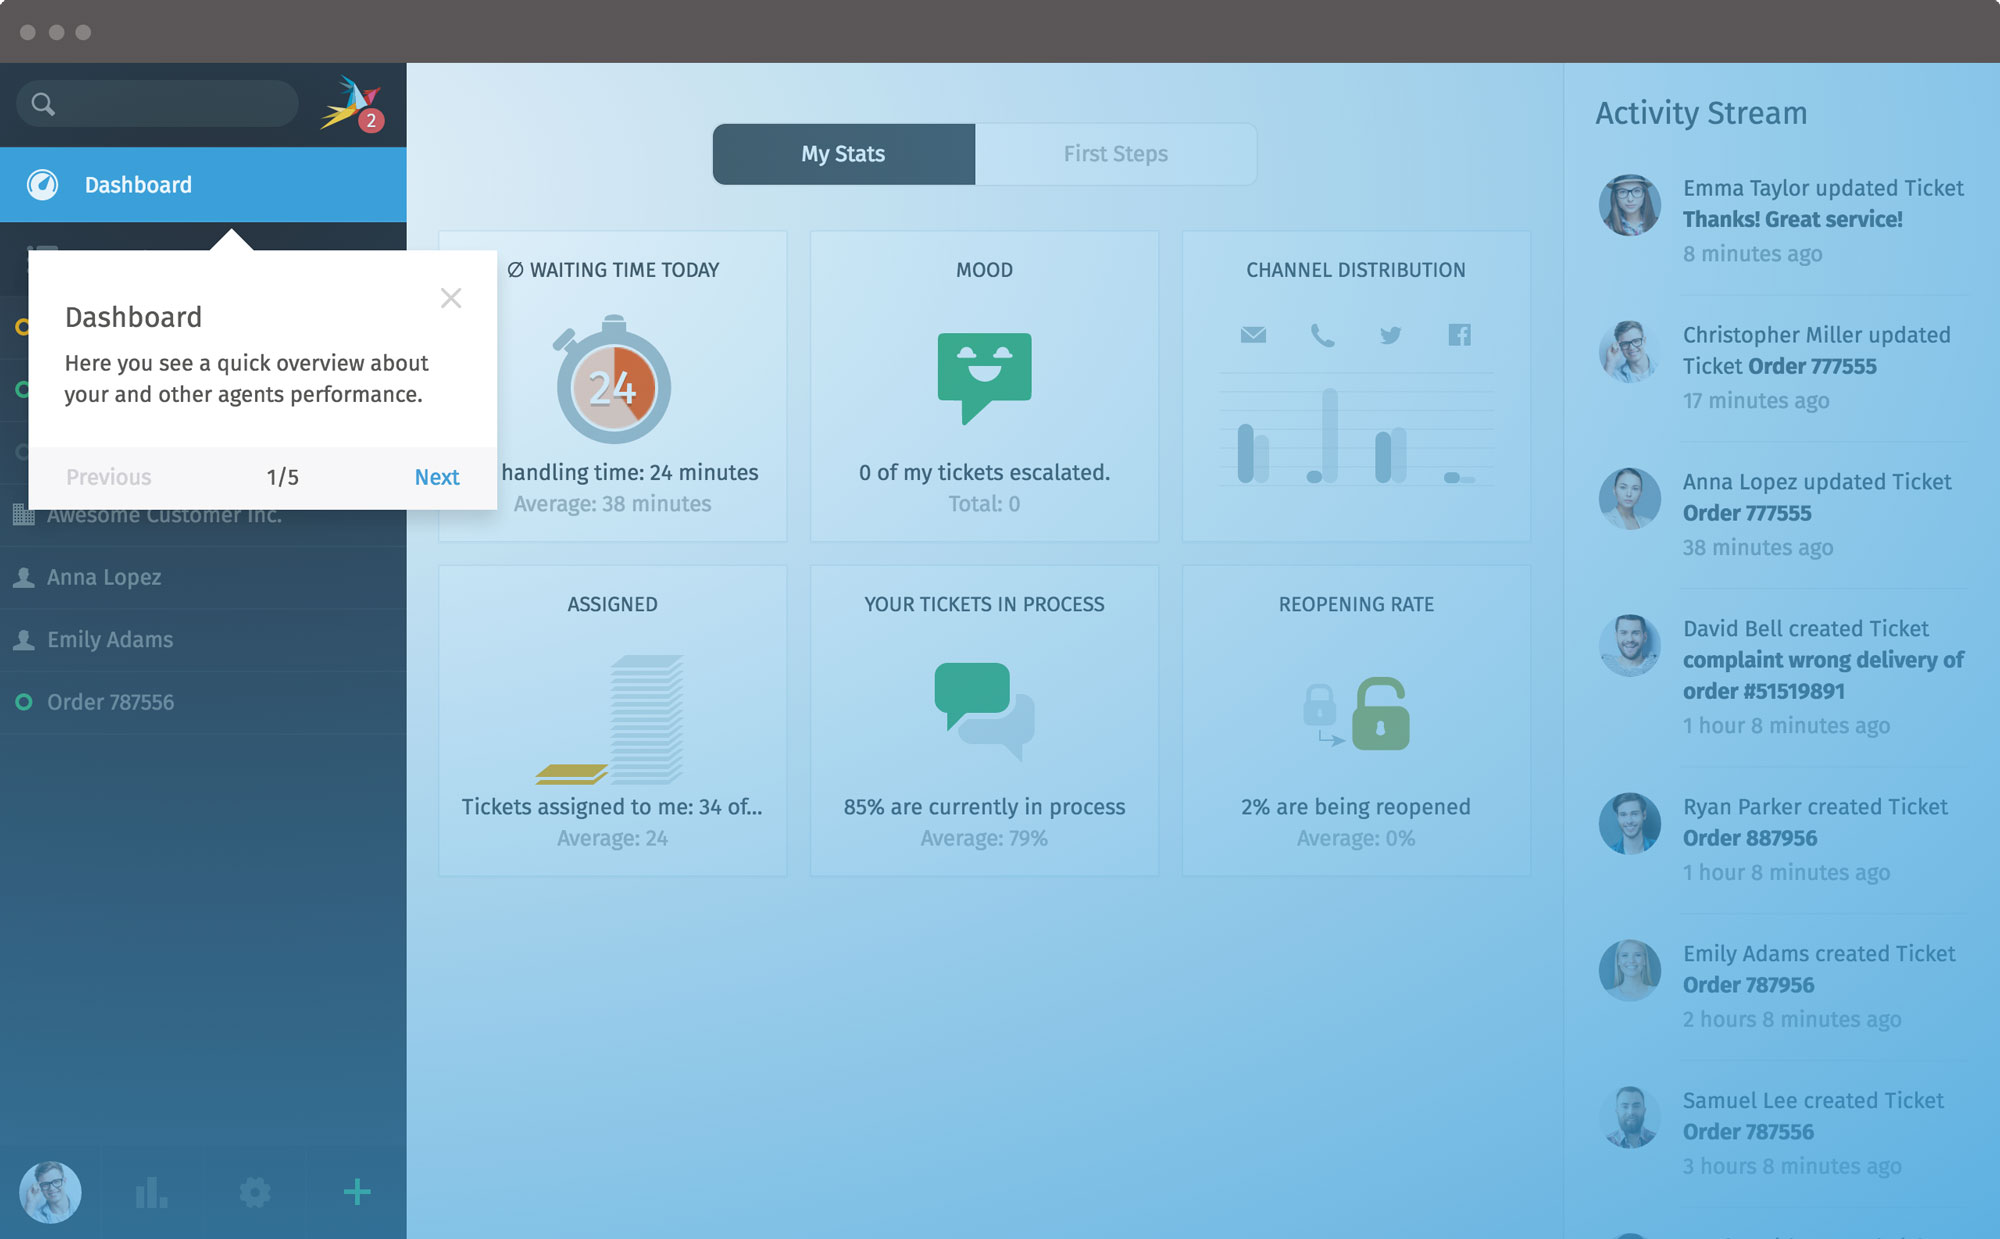 2
Dashboard
Dashboard
Here you see a quick overview about
your and other agents performance.
Previous
1/5
Next
Awesome Customer Inc.
Anna Lopez
Emily Adams
Order 787556
My Stats
First Steps
∅ WAITING TIME TODAY
24
handling time: 24 minutes
Average: 38 minutes
MOOD
0 of my tickets escalated.
Total: 0
CHANNEL DISTRIBUTION
ASSIGNED
Tickets assigned to me: 34 of...
Average: 24
YOUR TICKETS IN PROCESS
85% are currently in process
Average: 79%
REOPENING RATE
2% are being reopened
Average: 0%
Activity Stream
Emma Taylor updated Ticket
Thanks! Great service!
8 minutes ago
Christopher Miller updated
Ticket Order 777555
17 minutes ago
Anna Lopez updated Ticket
Order 777555
38 minutes ago
David Bell created Ticket
complaint wrong delivery of
order #51519891
1 hour 8 minutes ago
Ryan Parker created Ticket
Order 887956
1 hour 8 minutes ago
Emily Adams created Ticket
Order 787956
2 hours 8 minutes ago
Samuel Lee created Ticket
Order 787556
3 hours 8 minutes ago